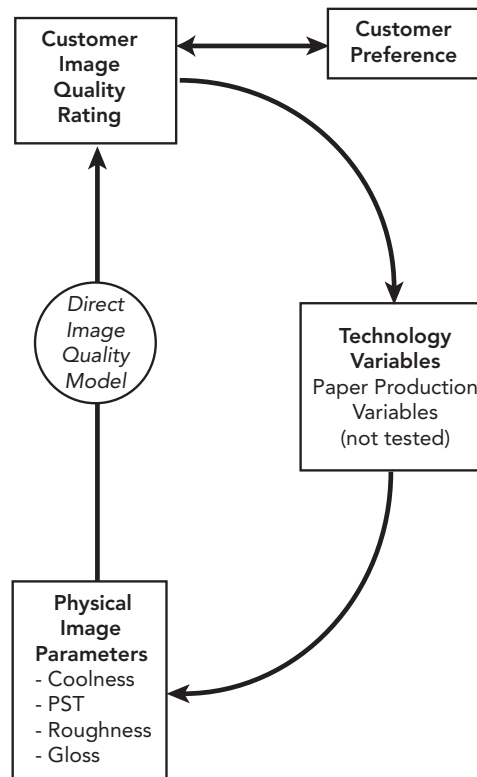 Customer
Image
Quality
Rating
Customer
Preference
Direct
Image
Quality
Model
Technology
Variables
Paper Production
Variables
(not tested)
Physical
Image
Parameters
- Coolness
- PST
- Roughness
- Gloss